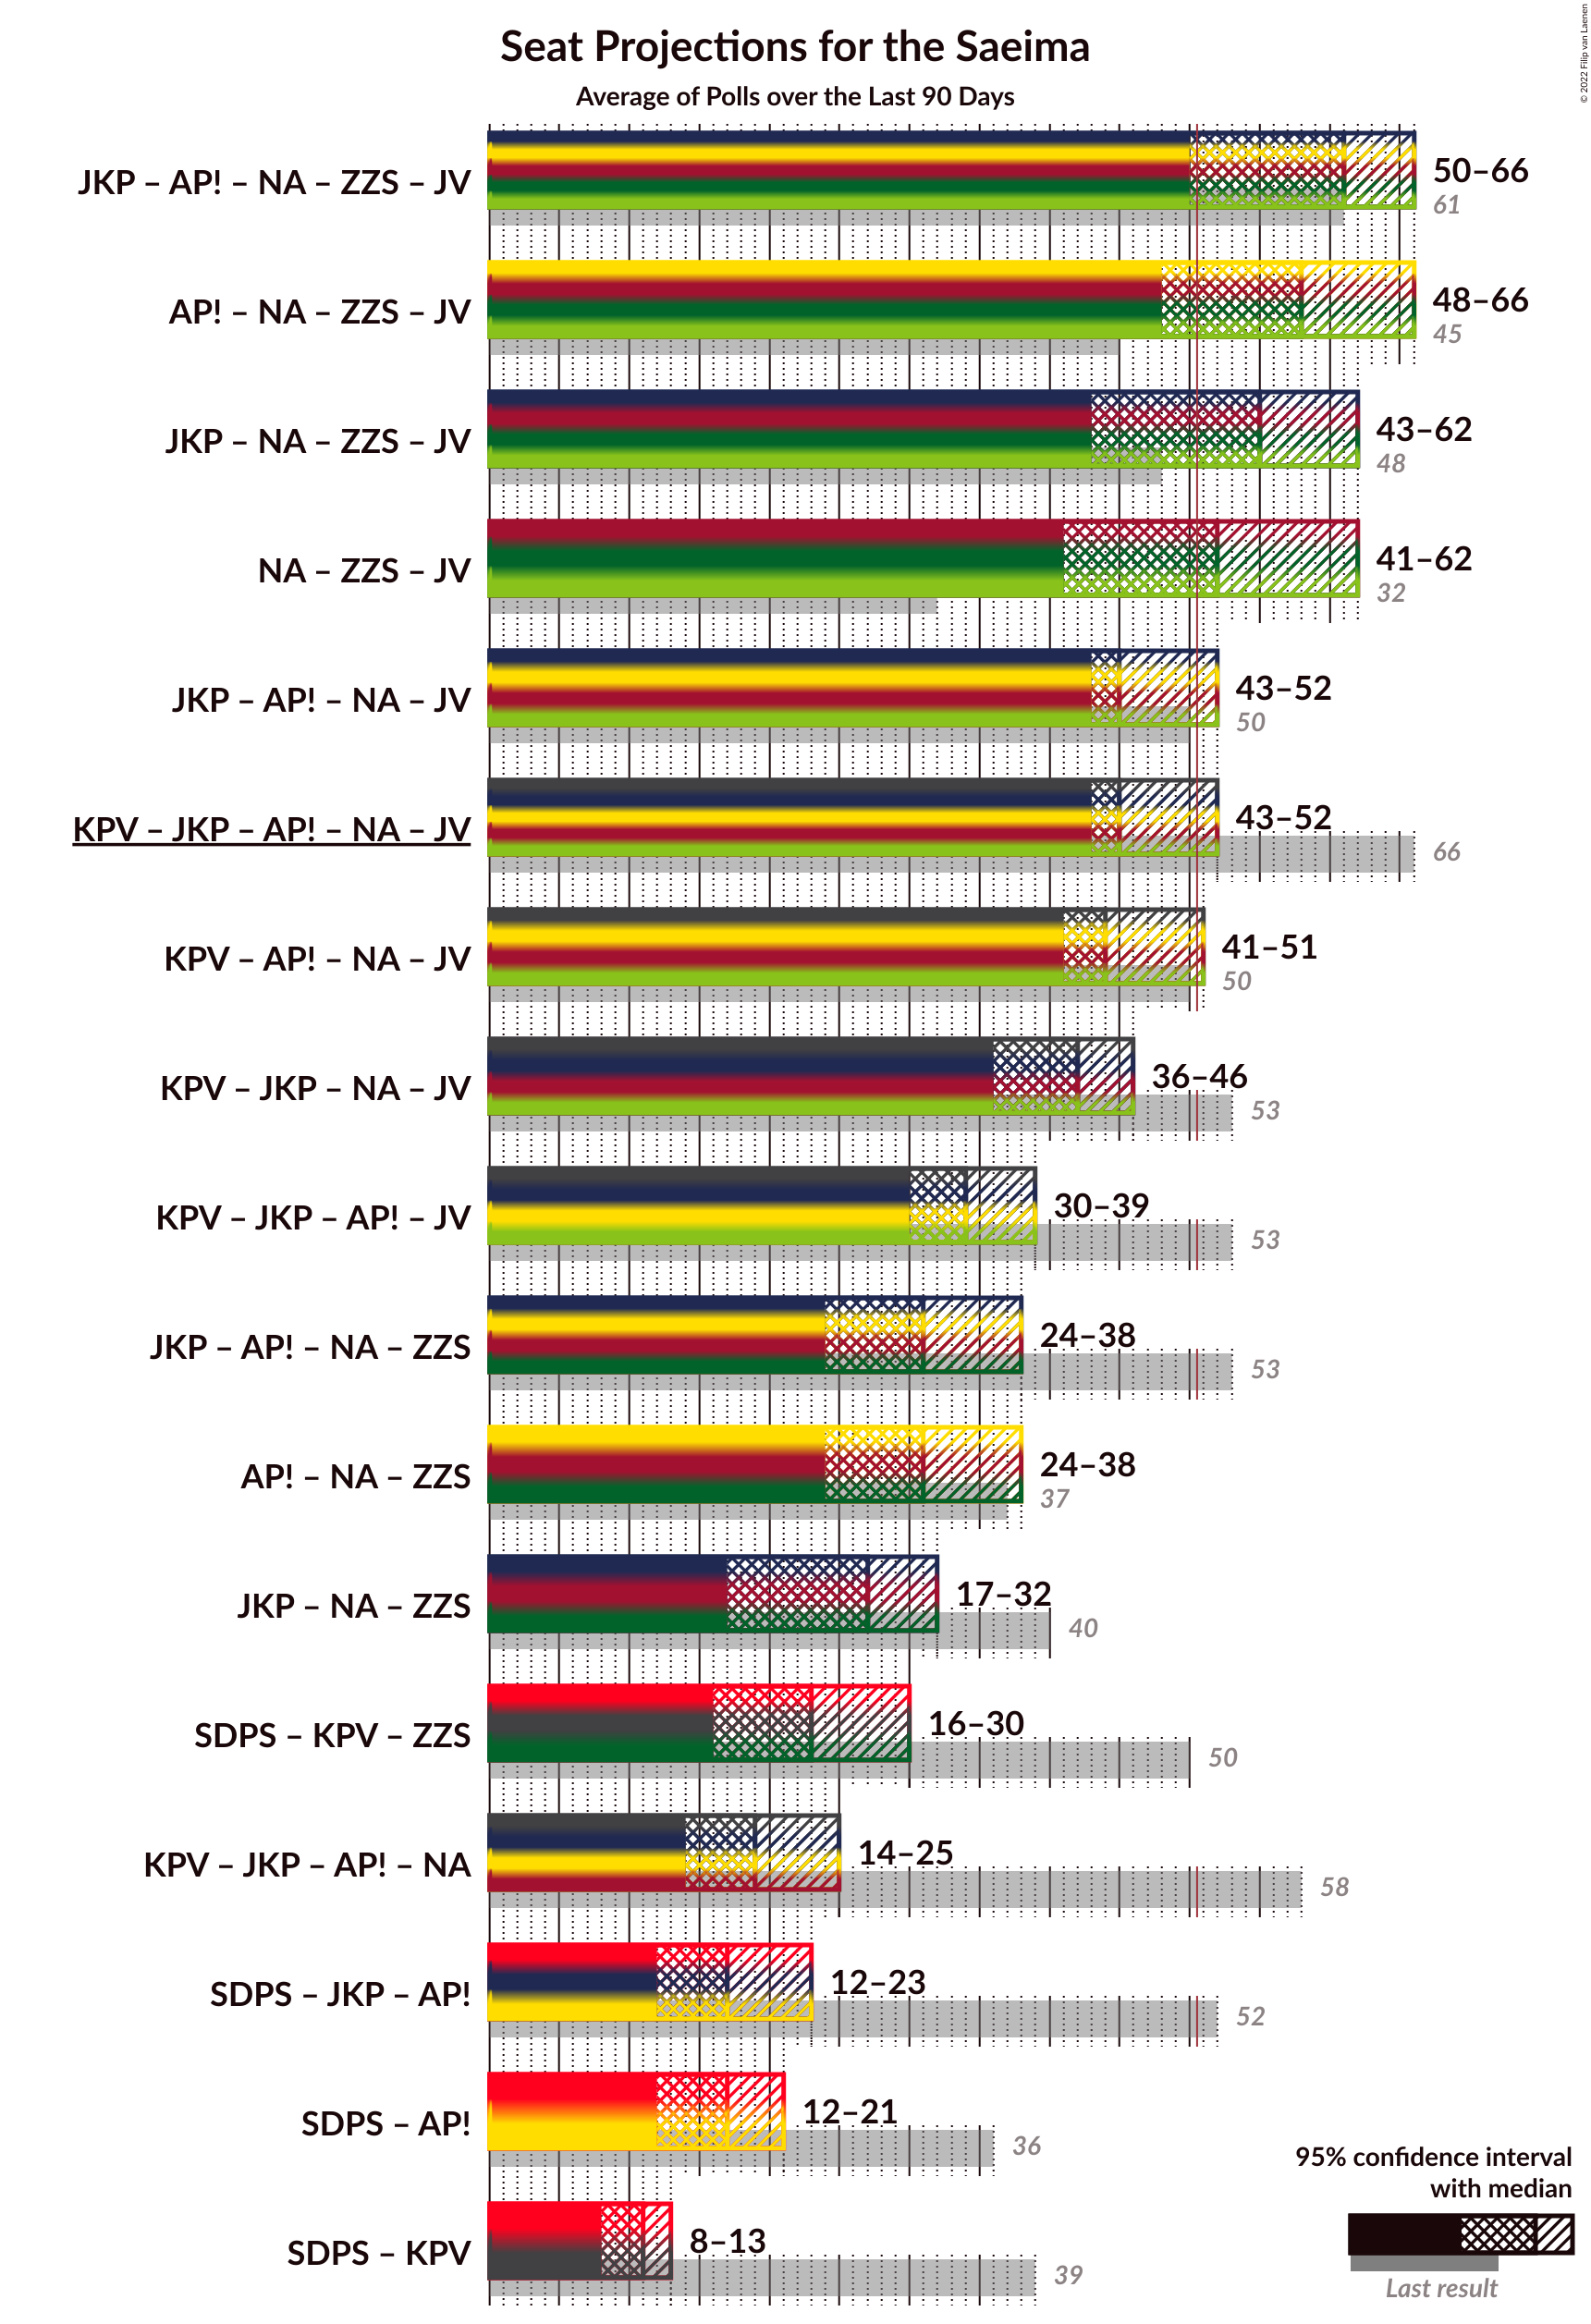 © 2022 Filip van Laenen
Seat Projections for the Saeima
Average of Polls over the Last 90 Days
JKP – AP! – NA – ZZS – JV
50–66
61
AP! – NA – ZZS – JV
48–66
45
JKP – NA – ZZS – JV
43–62
48
NA – ZZS – JV
41–62
32
JKP – AP! – NA – JV
43–52
50
KPV – JKP – AP! – NA – JV
43–52
66
KPV – AP! – NA – JV
41–51
50
KPV – JKP – NA – JV
36–46
53
KPV – JKP – AP! – JV
30–39
53
JKP – AP! – NA – ZZS
24–38
53
AP! – NA – ZZS
24–38
37
JKP – NA – ZZS
17–32
40
SDPS – KPV – ZZS
16–30
50
KPV – JKP – AP! – NA
14–25
58
SDPS – JKP – AP!
12–23
52
SDPS – AP!
12–21
36
SDPS – KPV
8–13
39
95% confidence interval
with median
Last result